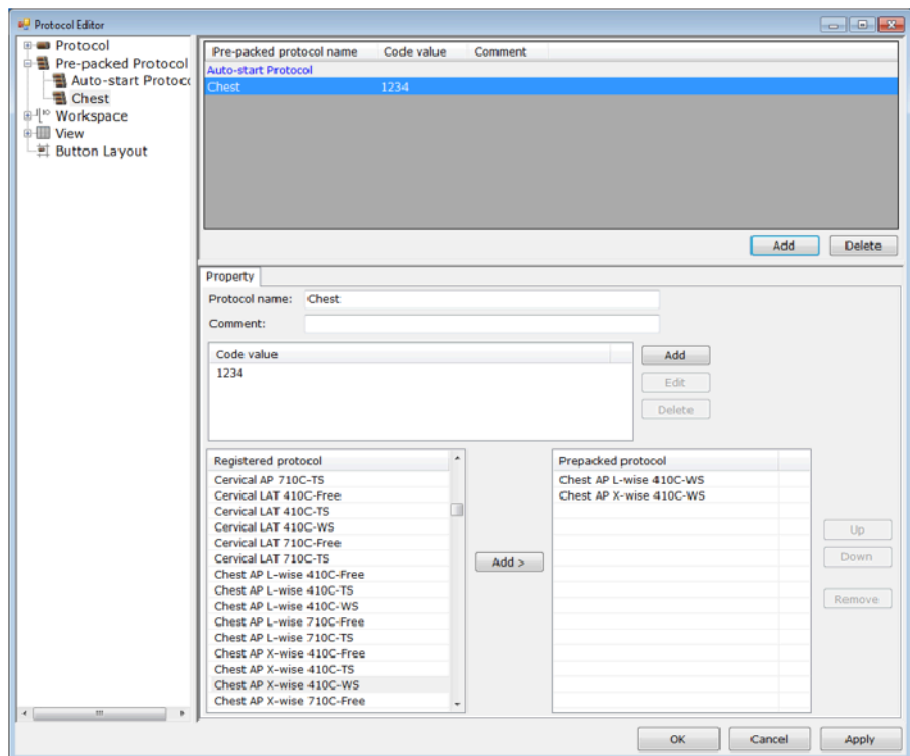 Protocol Editor
Protocol
Pre-packed Protocol
Auto-start Protoco
Chest
Workspace
View
Button Layout
Pre-packed protocol name Code value Comment
Auto-start Protocol
Chest 1234
Add Delete
Property
Protocol name: Chest
Comment:
Code value
1234
Add
Edit
Delete
Registered protocol
Cervical AP 710C-TS
Cervical LAT 410C-Free
Cervical LAT 410C-TS
Cervical LAT 410C-WS
Cervical LAT 710C-Free
Cervical LAT 710C-TS
Chest AP L-wise 410C-Free
Chest AP L-wise 410C-TS
Chest AP L-wise 410C-WS
Chest AP L-wise 710C-Free
Chest AP L-wise 710C-TS
Chest AP X-wise 410C-Free
Chest AP X-wise 410C-TS
Chest AP X-wise 410C-WS
Chest AP X-wise 710C-Free
Add >
Prepacked protocol
Chest AP L-wise 410C-WS
Chest AP X-wise 410C-WS
Up
Down
Remove
OK Cancel Apply